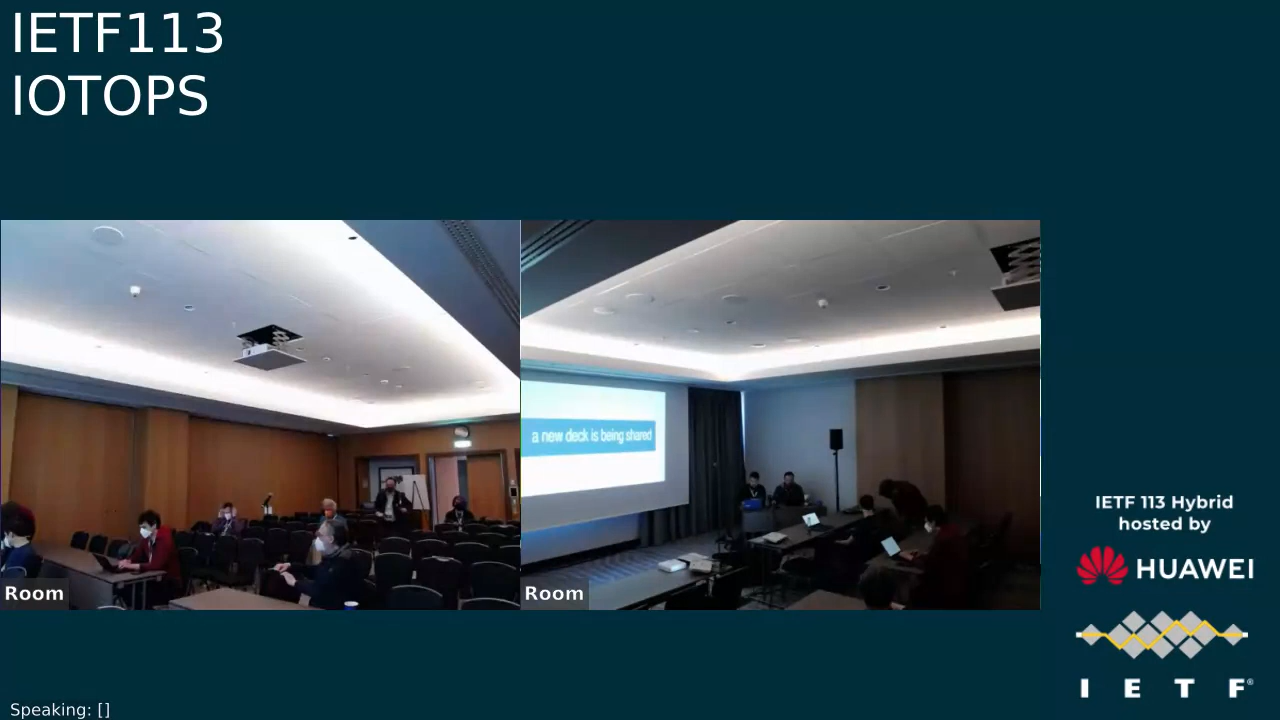 IETF113
IOTOPS
a new deck is being shared
Room
Room
IETF 113 Hybrid
hosted by
HUAWEI
I E T F®
Speaking: []